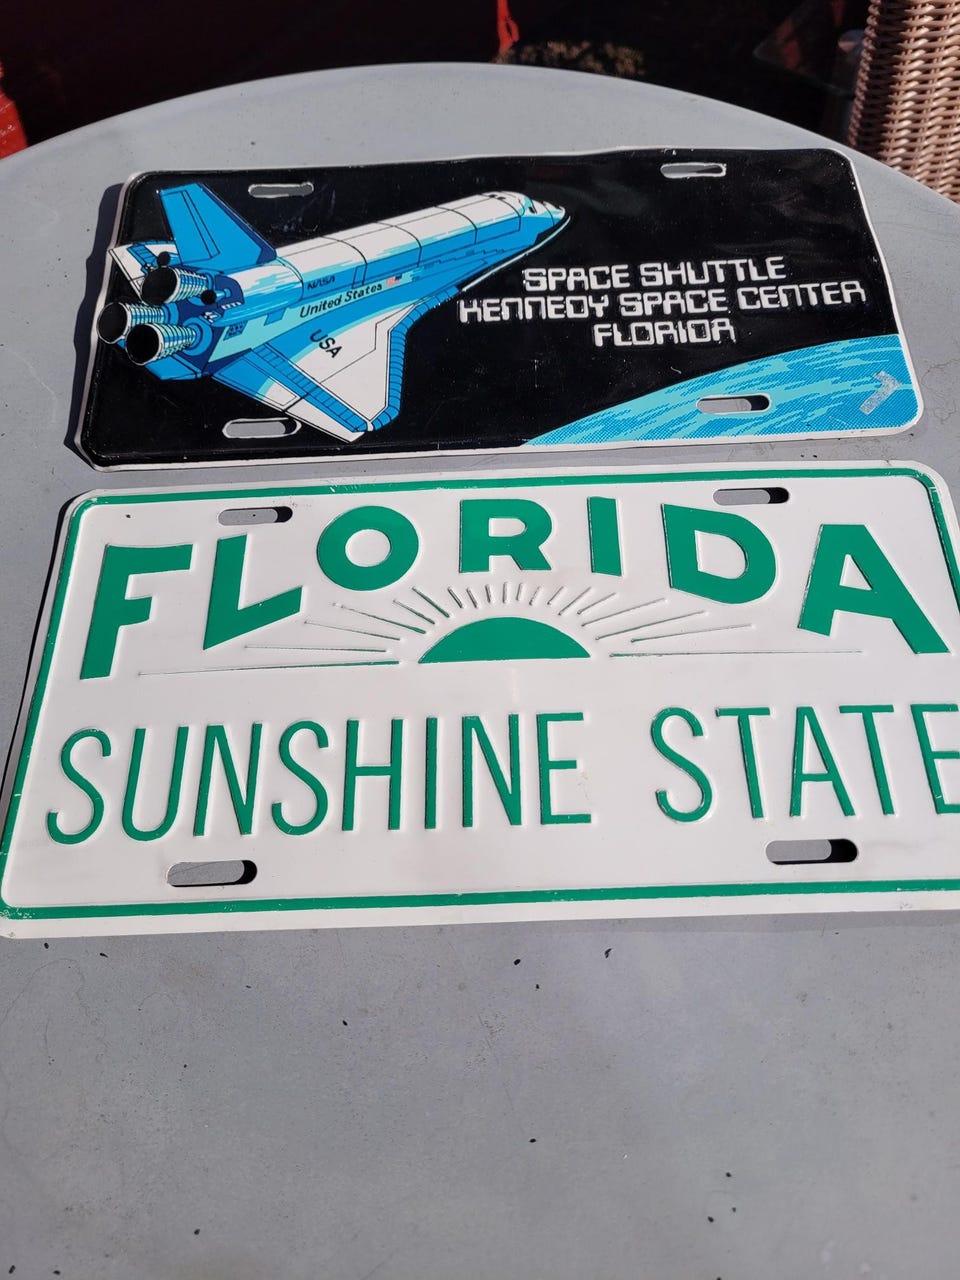 NASA
United States
USA
SPACE SHUTTLE
KENNEDY SPACE CENTER
FLORIDA
FLORIDA
SUNSHINE STATE